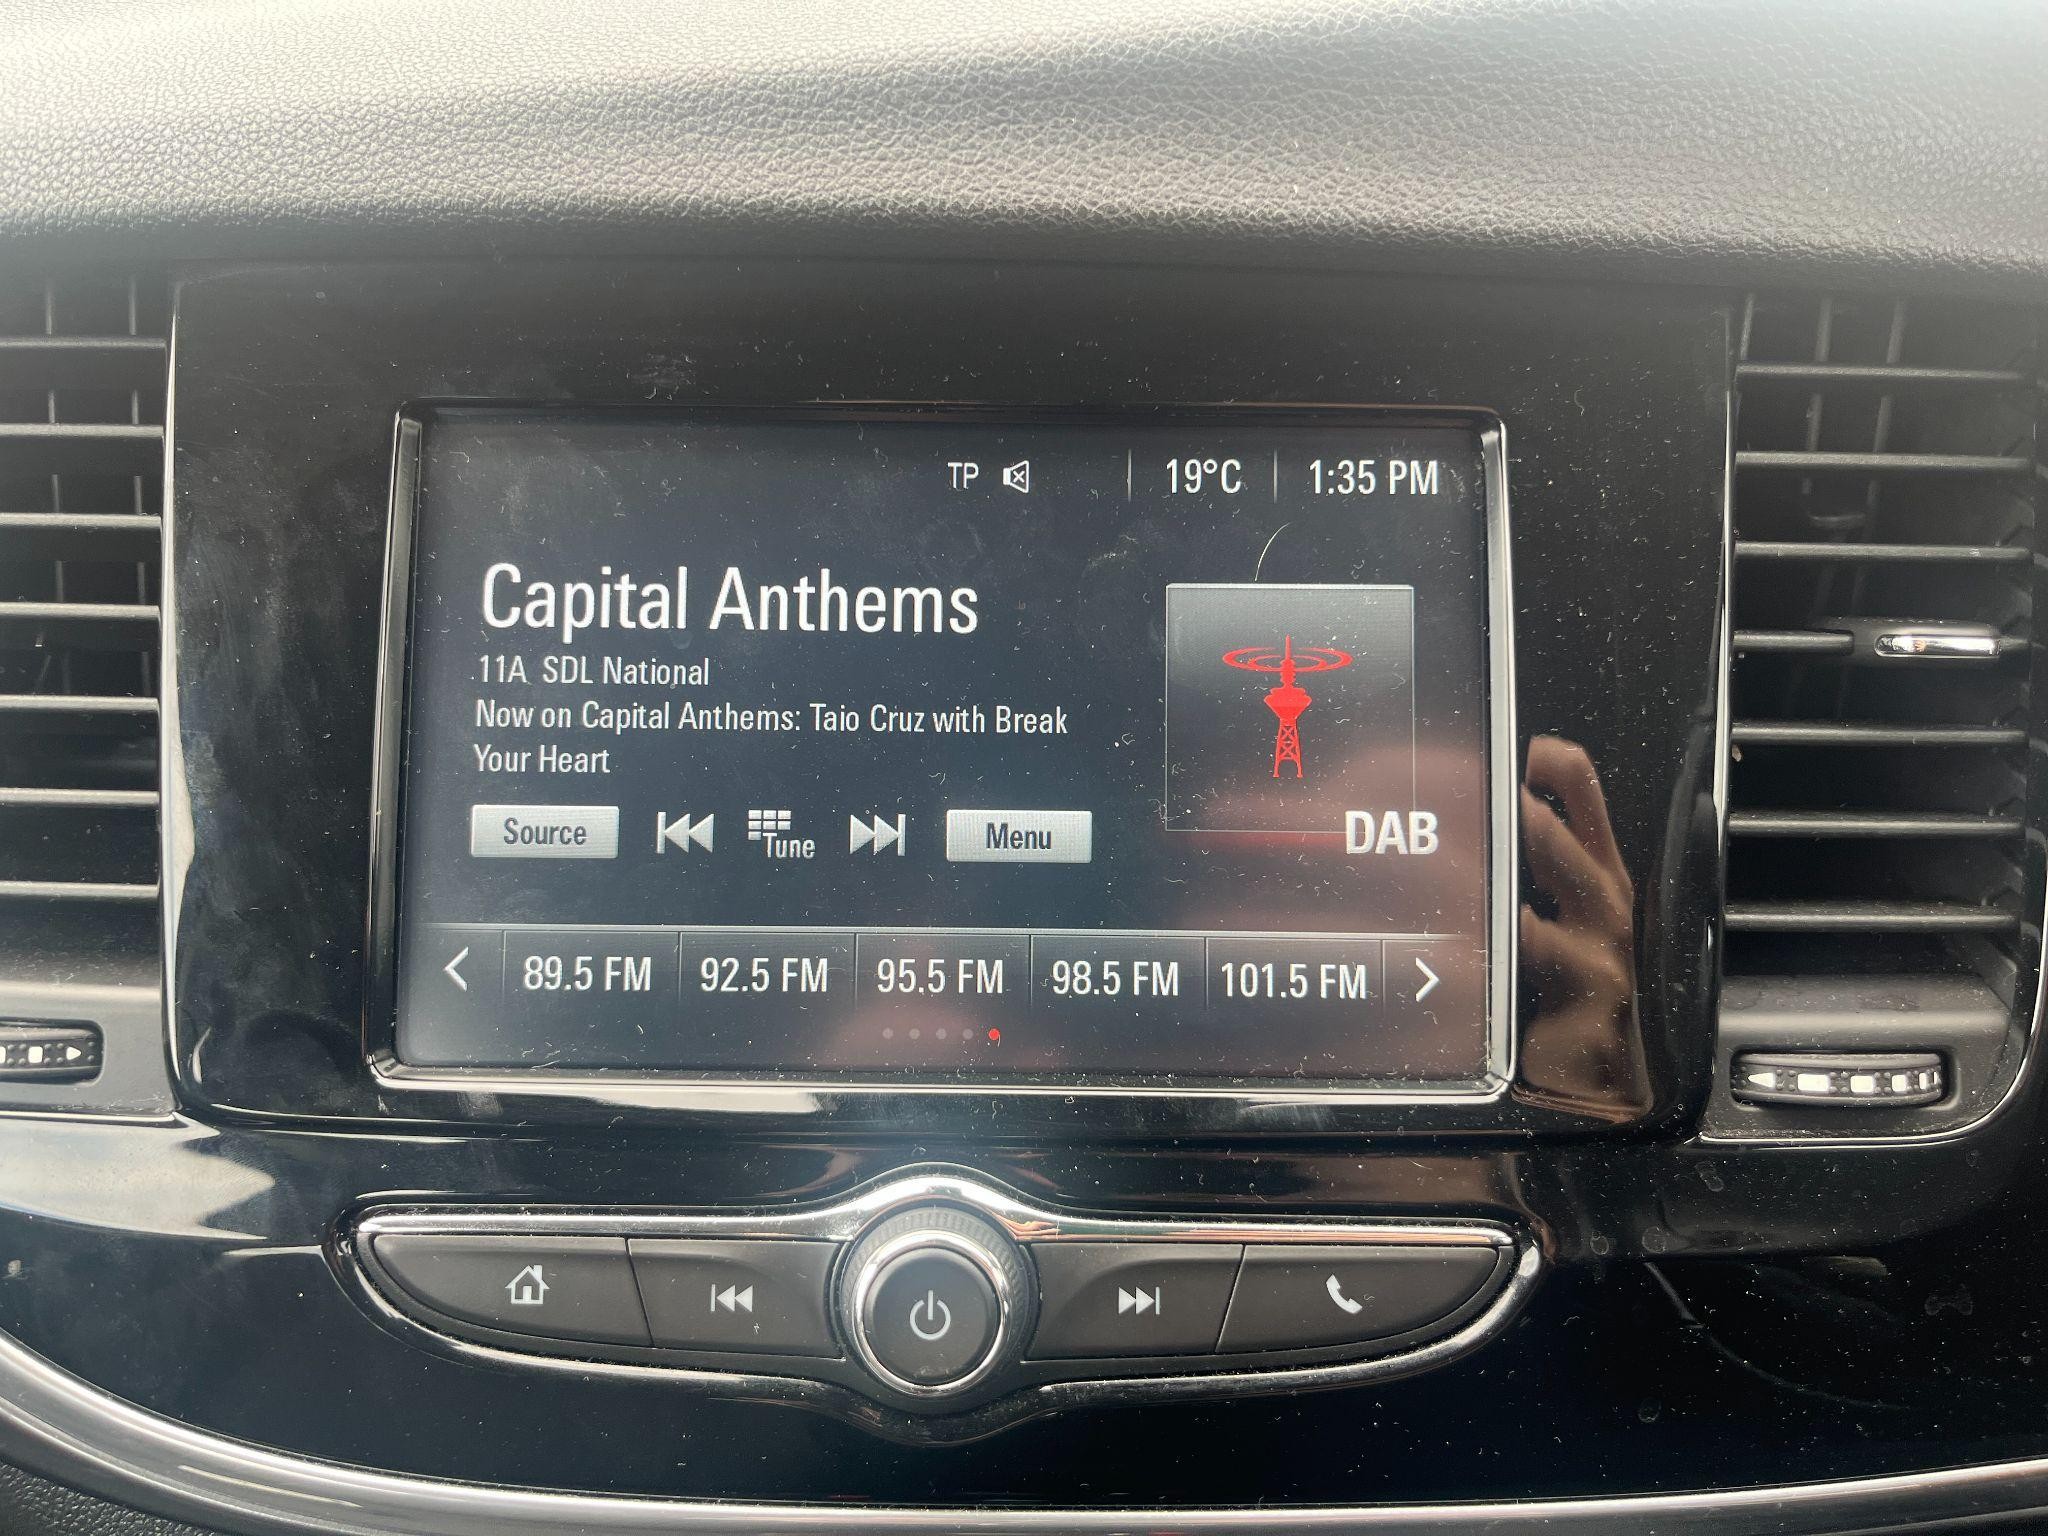 TP 19°C 1:35 PM
Capital Anthems
11A SDL National
Now on Capital Anthems: Taio Cruz with Break
Your Heart
Source Tune Menu
DAB
89.5 FM 92.5 FM 95.5 FM 98.5 FM 101.5 FM